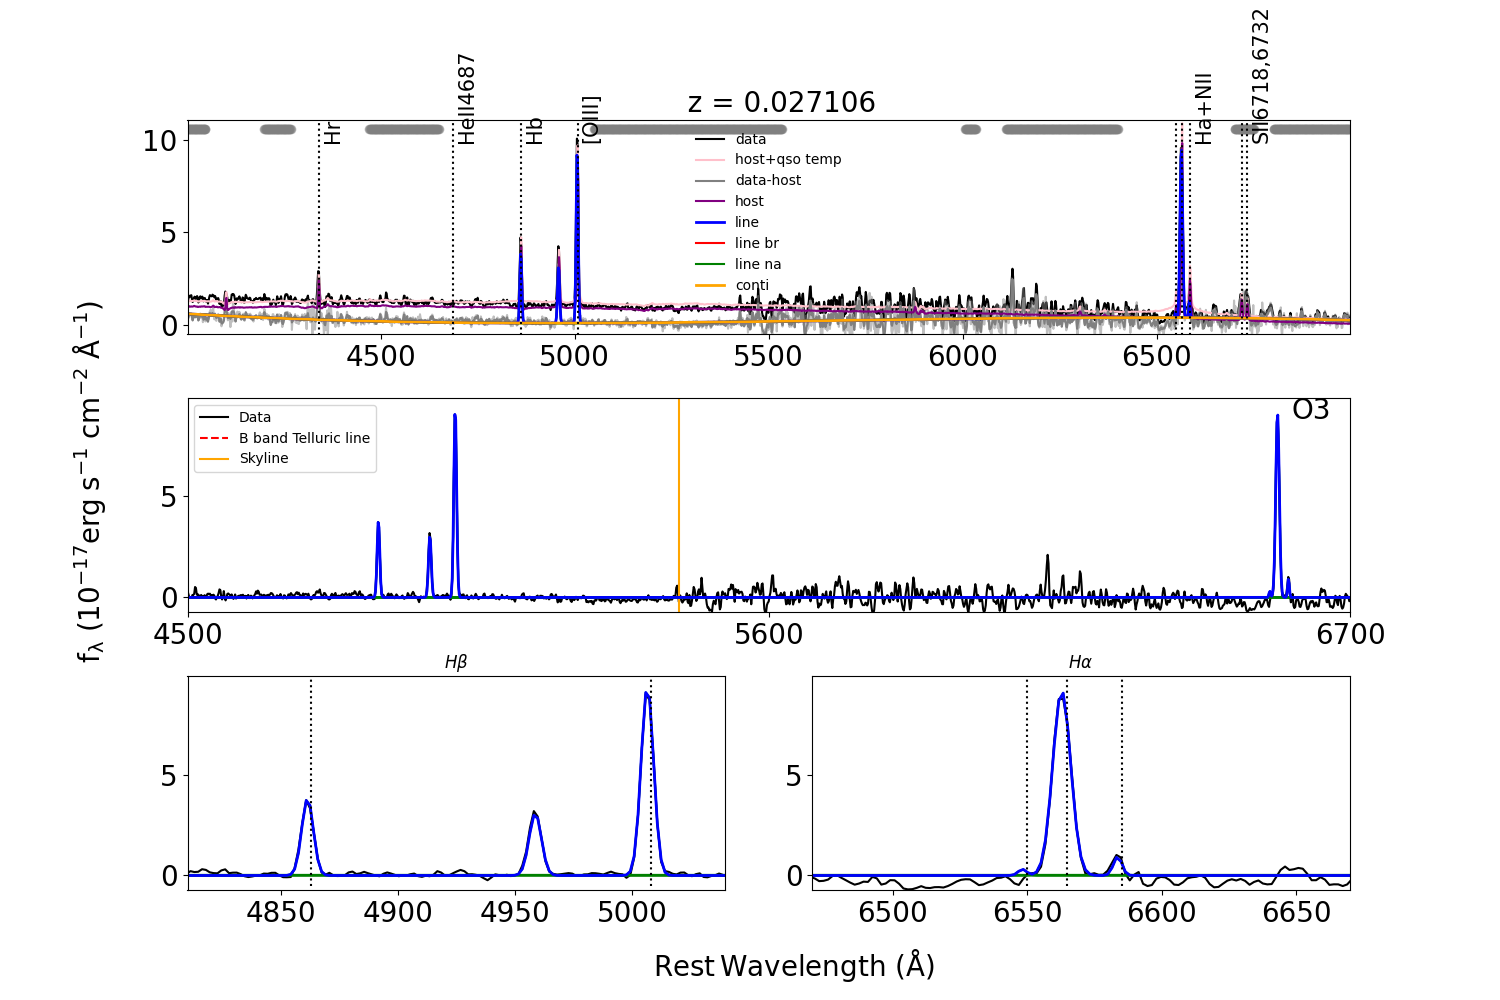 z = 0.027106
Hr
HeII4687
Hb
[OIII]
Ha+NII
SII6718,6732
10
5
0
data
host+qso temp
data-host
host
line
line br
line na
conti
4500
5000
5500
6000
6500
fλ (10⁻¹⁷erg s⁻¹ cm⁻² Å⁻¹)
O3
Data
B band Telluric line
Skyline
5
0
4500
5600
6700
Hβ
5
0
4850
4900
4950
5000
Hα
5
0
6500
6550
6600
6650
Rest Wavelength (Å)